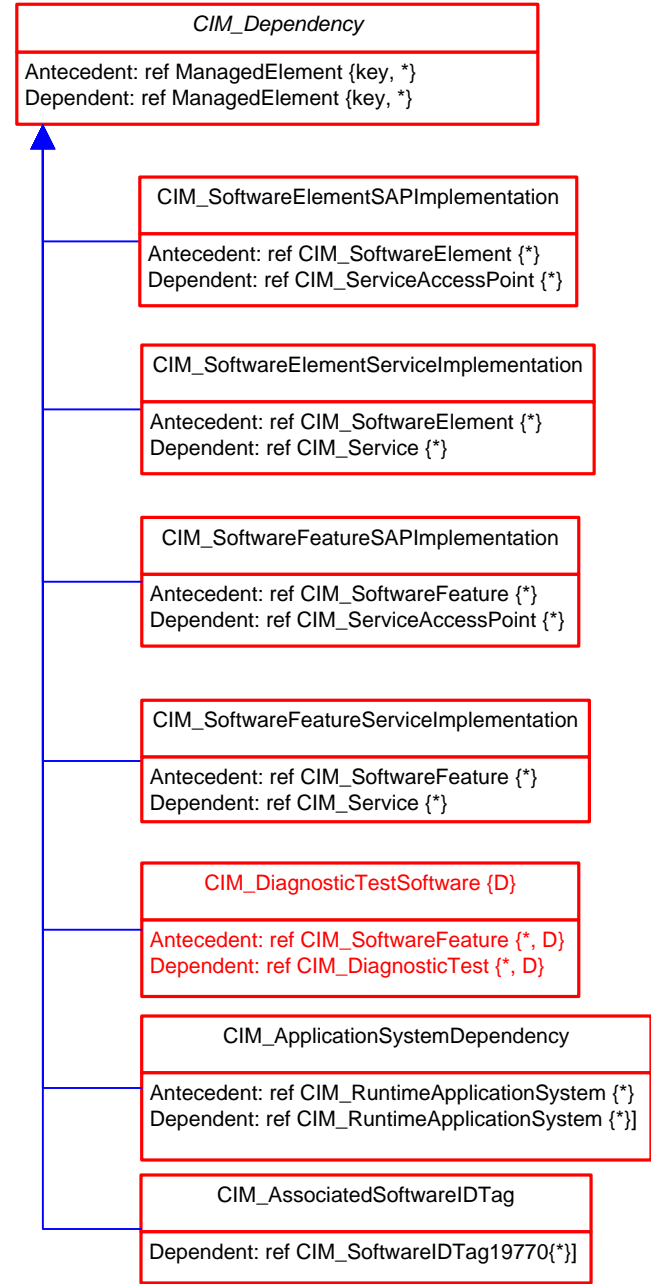 CIM_Dependency
Antecedent: ref ManagedElement {key, *}
Dependent: ref ManagedElement {key, *}
CIM_SoftwareElementSAPImplementation
Antecedent: ref CIM_SoftwareElement {*}
Dependent: ref CIM_ServiceAccessPoint {*}
CIM_SoftwareElementServiceImplementation
Antecedent: ref CIM_SoftwareElement {*}
Dependent: ref CIM_Service {*}
CIM_SoftwareFeatureSAPImplementation
Antecedent: ref CIM_SoftwareFeature {*}
Dependent: ref CIM_ServiceAccessPoint {*}
CIM_SoftwareFeatureServiceImplementation
Antecedent: ref CIM_SoftwareFeature {*}
Dependent: ref CIM_Service {*}
CIM_DiagnosticTestSoftware {D}
Antecedent: ref CIM_SoftwareFeature {*, D}
Dependent: ref CIM_DiagnosticTest {*, D}
CIM_ApplicationSystemDependency
Antecedent: ref CIM_RuntimeApplicationSystem {*}
Dependent: ref CIM_RuntimeApplicationSystem {*}]
CIM_AssociatedSoftwareIDTag
Dependent: ref CIM_SoftwareIDTag19770{*}]